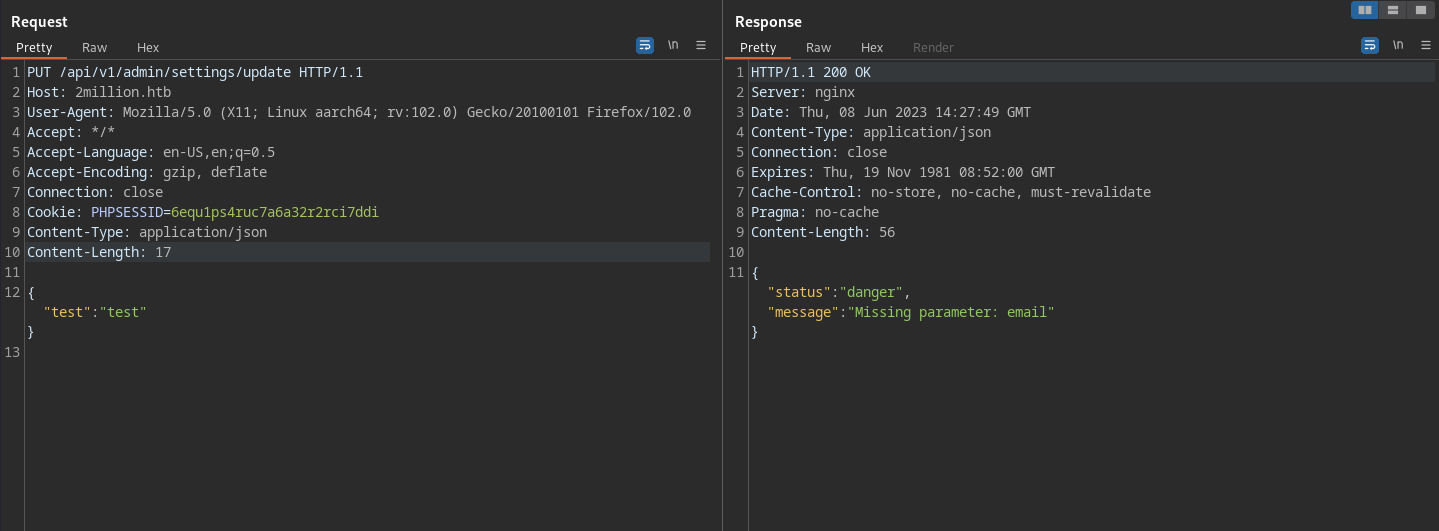 Request
Pretty Raw Hex \n
1 PUT /api/v1/admin/settings/update HTTP/1.1
2 Host: 2million.htb
3 User-Agent: Mozilla/5.0 (X11; Linux aarch64; rv:102.0) Gecko/20100101 Firefox/102.0
4 Accept: */*
5 Accept-Language: en-US,en;q=0.5
6 Accept-Encoding: gzip, deflate
7 Connection: close
8 Cookie: PHPSESSID=6equ1ps4ruc7a6a32r2rci7ddi
9 Content-Type: application/json
10 Content-Length: 17
11
12 {
"test":"test"
}
13
Response
Pretty Raw Hex Render \n
1 HTTP/1.1 200 OK
2 Server: nginx
3 Date: Thu, 08 Jun 2023 14:27:49 GMT
4 Content-Type: application/json
5 Connection: close
6 Expires: Thu, 19 Nov 1981 08:52:00 GMT
7 Cache-Control: no-store, no-cache, must-revalidate
8 Pragma: no-cache
9 Content-Length: 56
10
11 {
"status":"danger",
"message":"Missing parameter: email"
}